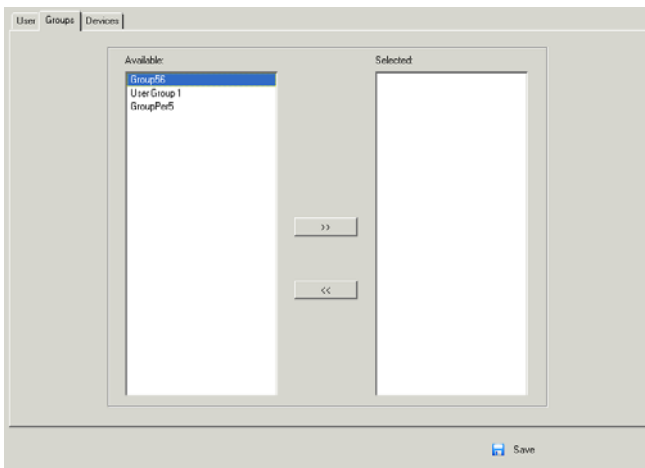 User Groups Devices
Available: Selected:
Group56
User Group 1
GroupPer5
>>
<<
Save